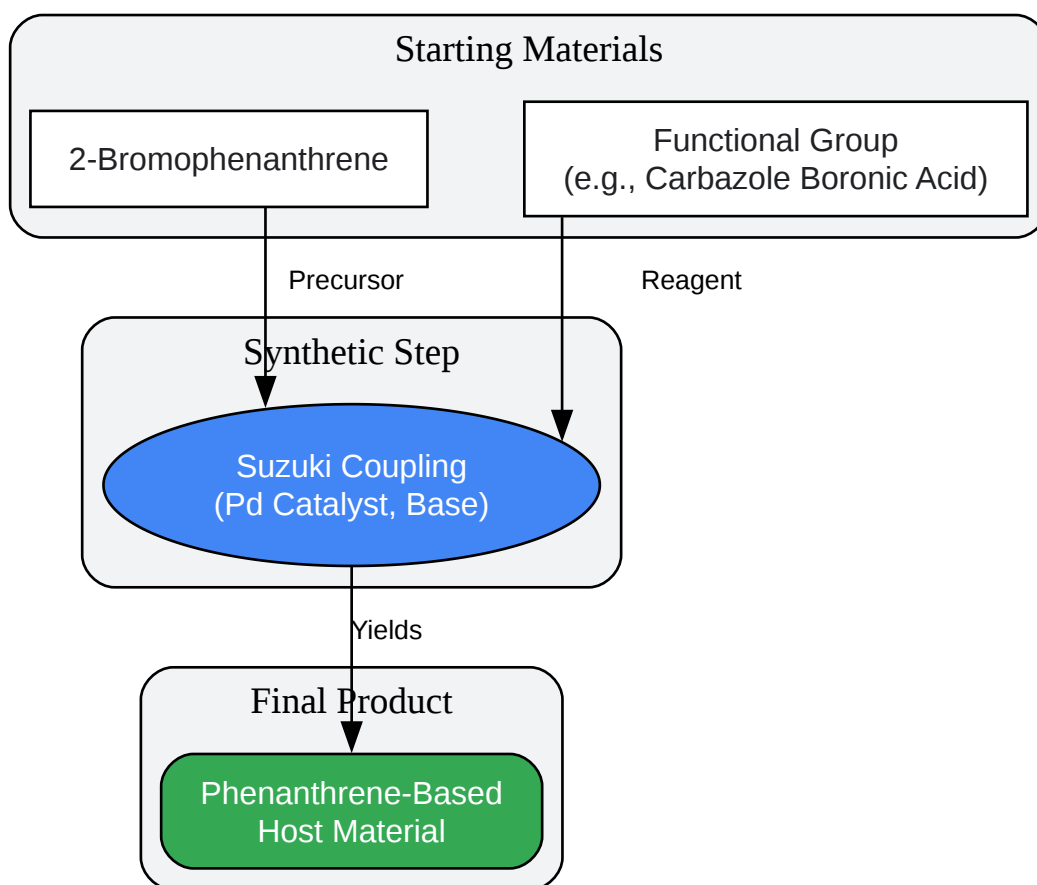 Starting Materials
2-Bromophenanthrene
Functional Group
(e.g., Carbazole Boronic Acid)
Precursor
Reagent
Synthetic Step
Suzuki Coupling
(Pd Catalyst, Base)
Yields
Final Product
Phenanthrene-Based
Host Material